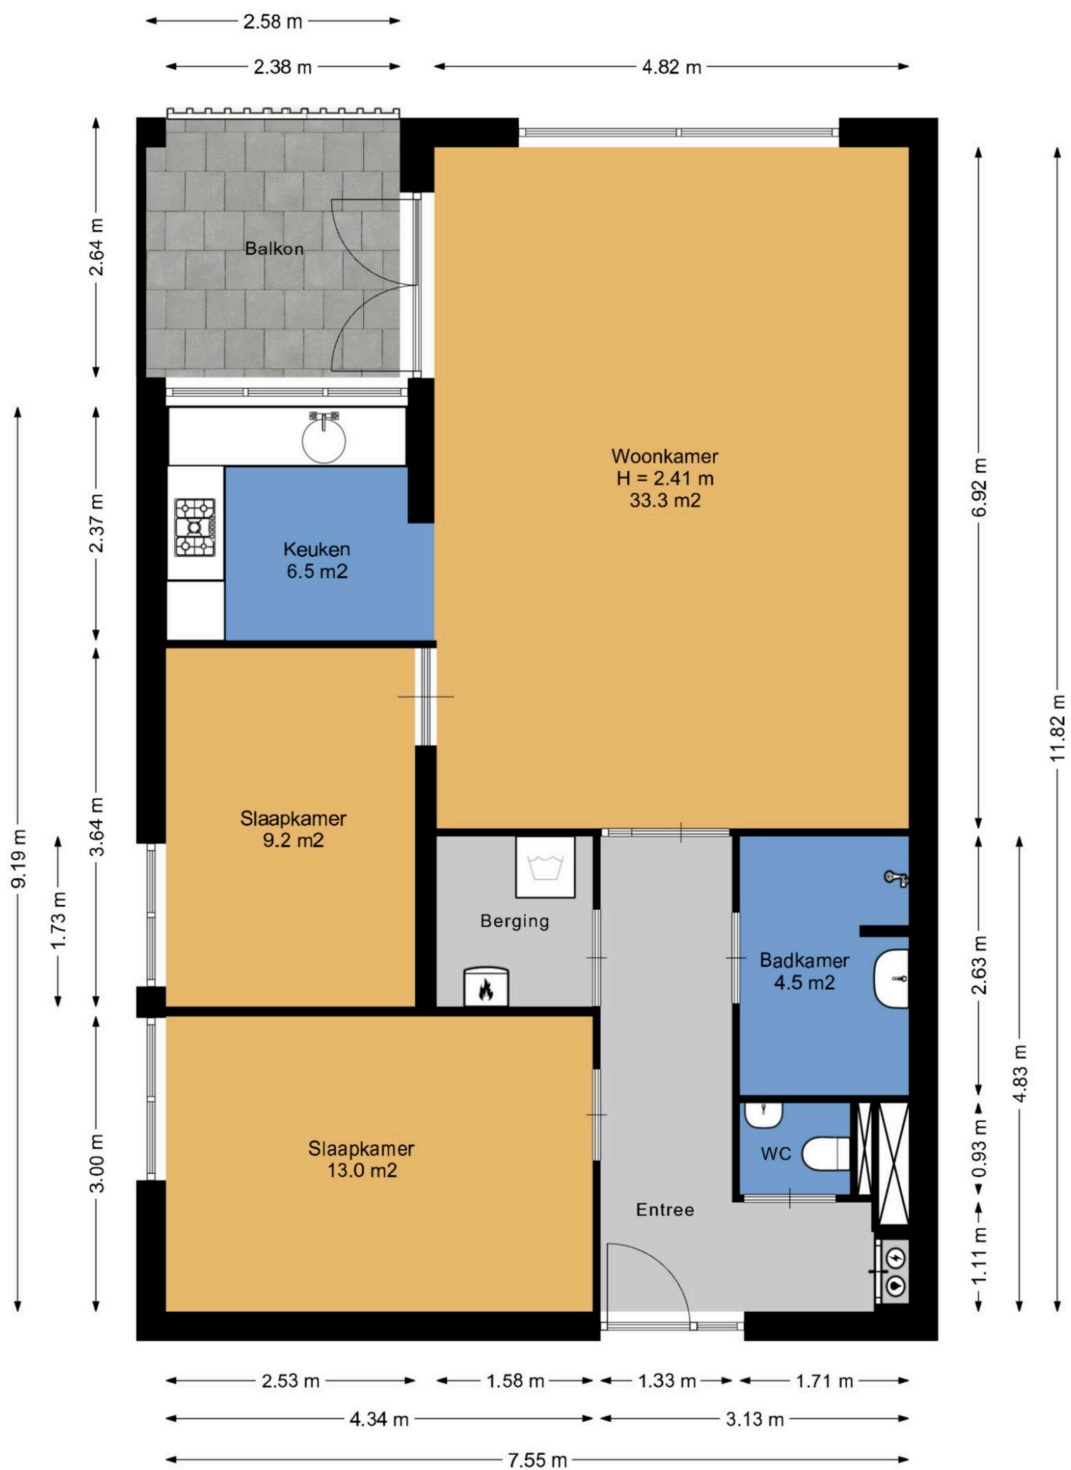 2.58 m
2.38 m
4.82 m
Balkon
2.64 m
Woonkamer
H = 2.41 m
33.3 m2
6.92 m
2.37 m
Keuken
6.5 m2
11.82 m
Slaapkamer
9.2 m2
3.64 m
9.19 m
1.73 m
Berging
Badkamer
4.5 m2
2.63 m
4.83 m
Slaapkamer
13.0 m2
3.00 m
WC
0.93 m
Entree
1.11 m
2.53 m
1.58 m
1.33 m
1.71 m
4.34 m
3.13 m
7.55 m